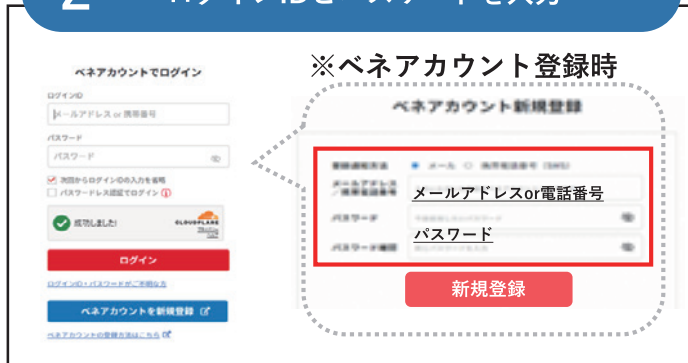 ベネアカウントでログイン
ログインID
メールアドレス or 携帯番号
パスワード
パスワード
次回からログインIDの入力を省略
パスワードレス認証でログイン
成功しました!
CLOUDFLARE
ログイン
ログインID・パスワードがご不明な方
ベネアカウントを新規登録
ベネアカウントの登録方法はこちら
※ベネアカウント登録時
ベネアカウント新規登録
メールアドレスor電話番号
パスワード
パスワード
新規登録